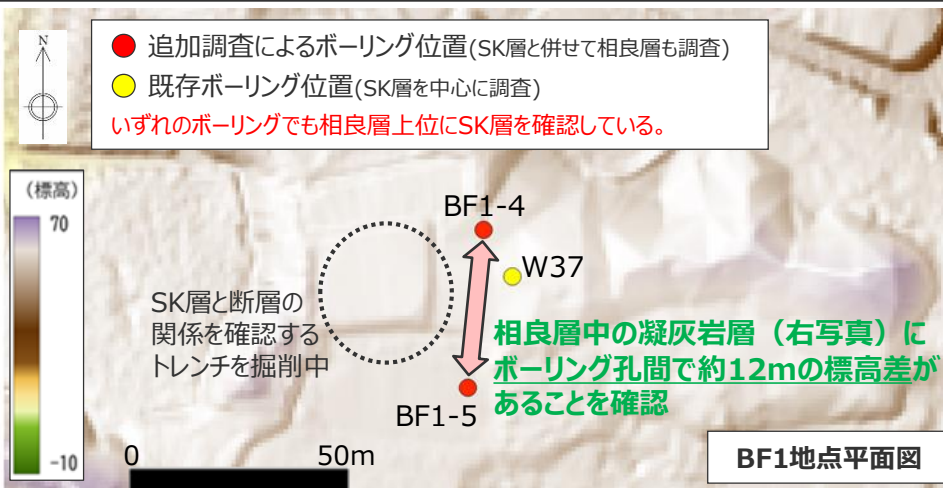 N
追加調査によるボーリング位置(SK層と併せて相良層も調査)
既存ボーリング位置(SK層を中心に調査)
いずれのボーリングでも相良層上位にSK層を確認している。
(標高)
70
-10
BF1-4
W37
SK層と断層の
関係を確認する
トレンチを掘削中
相良層中の凝灰岩層（右写真）に
ボーリング孔間で約12mの標高差が
あることを確認
BF1-5
0 50m
BF1地点平面図